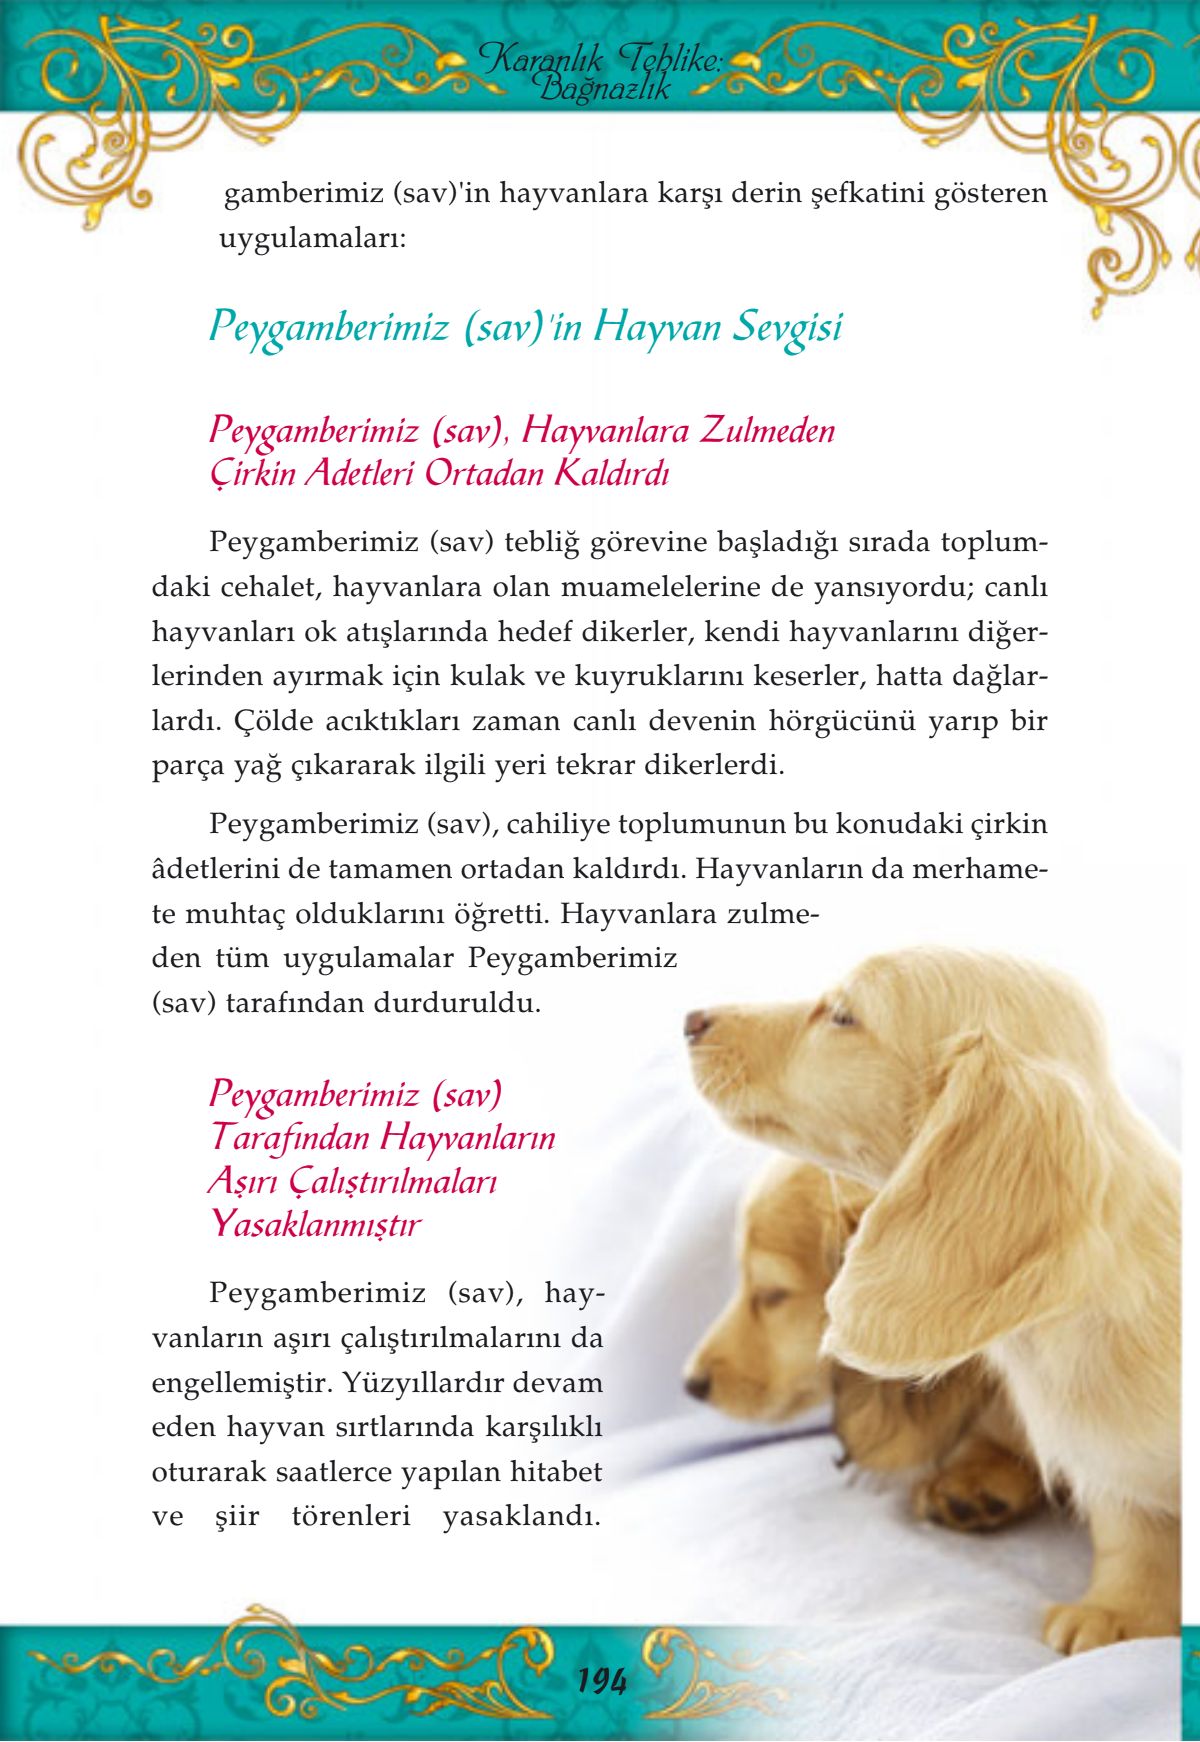 Karanlık Tehlike:
Bağnazlık
gamberimiz (sav)'in hayvanlara karşı derin şefkatini gösteren
uygulamaları:
Peygamberimiz (sav)'in Hayvan Sevgisi
Peygamberimiz (sav), Hayvanlara Zulmeden
Çirkin Adetleri Ortadan Kaldırdı
Peygamberimiz (sav) tebliğ görevine başladığı sırada toplum-
daki cehalet, hayvanlara olan muamelelerine de yansıyordu; canlı
hayvanları ok atışlarında hedef dikerler, kendi hayvanlarını diğer-
lerinden ayırmak için kulak ve kuyruklarını keserler, hatta dağlar-
lardı. Çölde acıktıkları zaman canlı devenin hörgücünü yarıp bir
parça yağ çıkararak ilgili yeri tekrar dikerlerdi.
Peygamberimiz (sav), cahiliye toplumunun bu konudaki çirkin
âdetlerini de tamamen ortadan kaldırdı. Hayvanların da merhame-
te muhtaç olduklarını öğretti. Hayvanlara zulme-
den tüm uygulamalar Peygamberimiz
(sav) tarafından durduruldu.
Peygamberimiz (sav)
Tarafından Hayvanların
Aşırı Çalıştırılmaları
Yasaklanmıştır
Peygamberimiz (sav), hay-
vanların aşırı çalıştırılmalarını da
engellemiştir. Yüzyıllardır devam
eden hayvan sırtlarında karşılıklı
oturarak saatlerce yapılan hitabet
ve şiir törenleri yasaklandı.
194